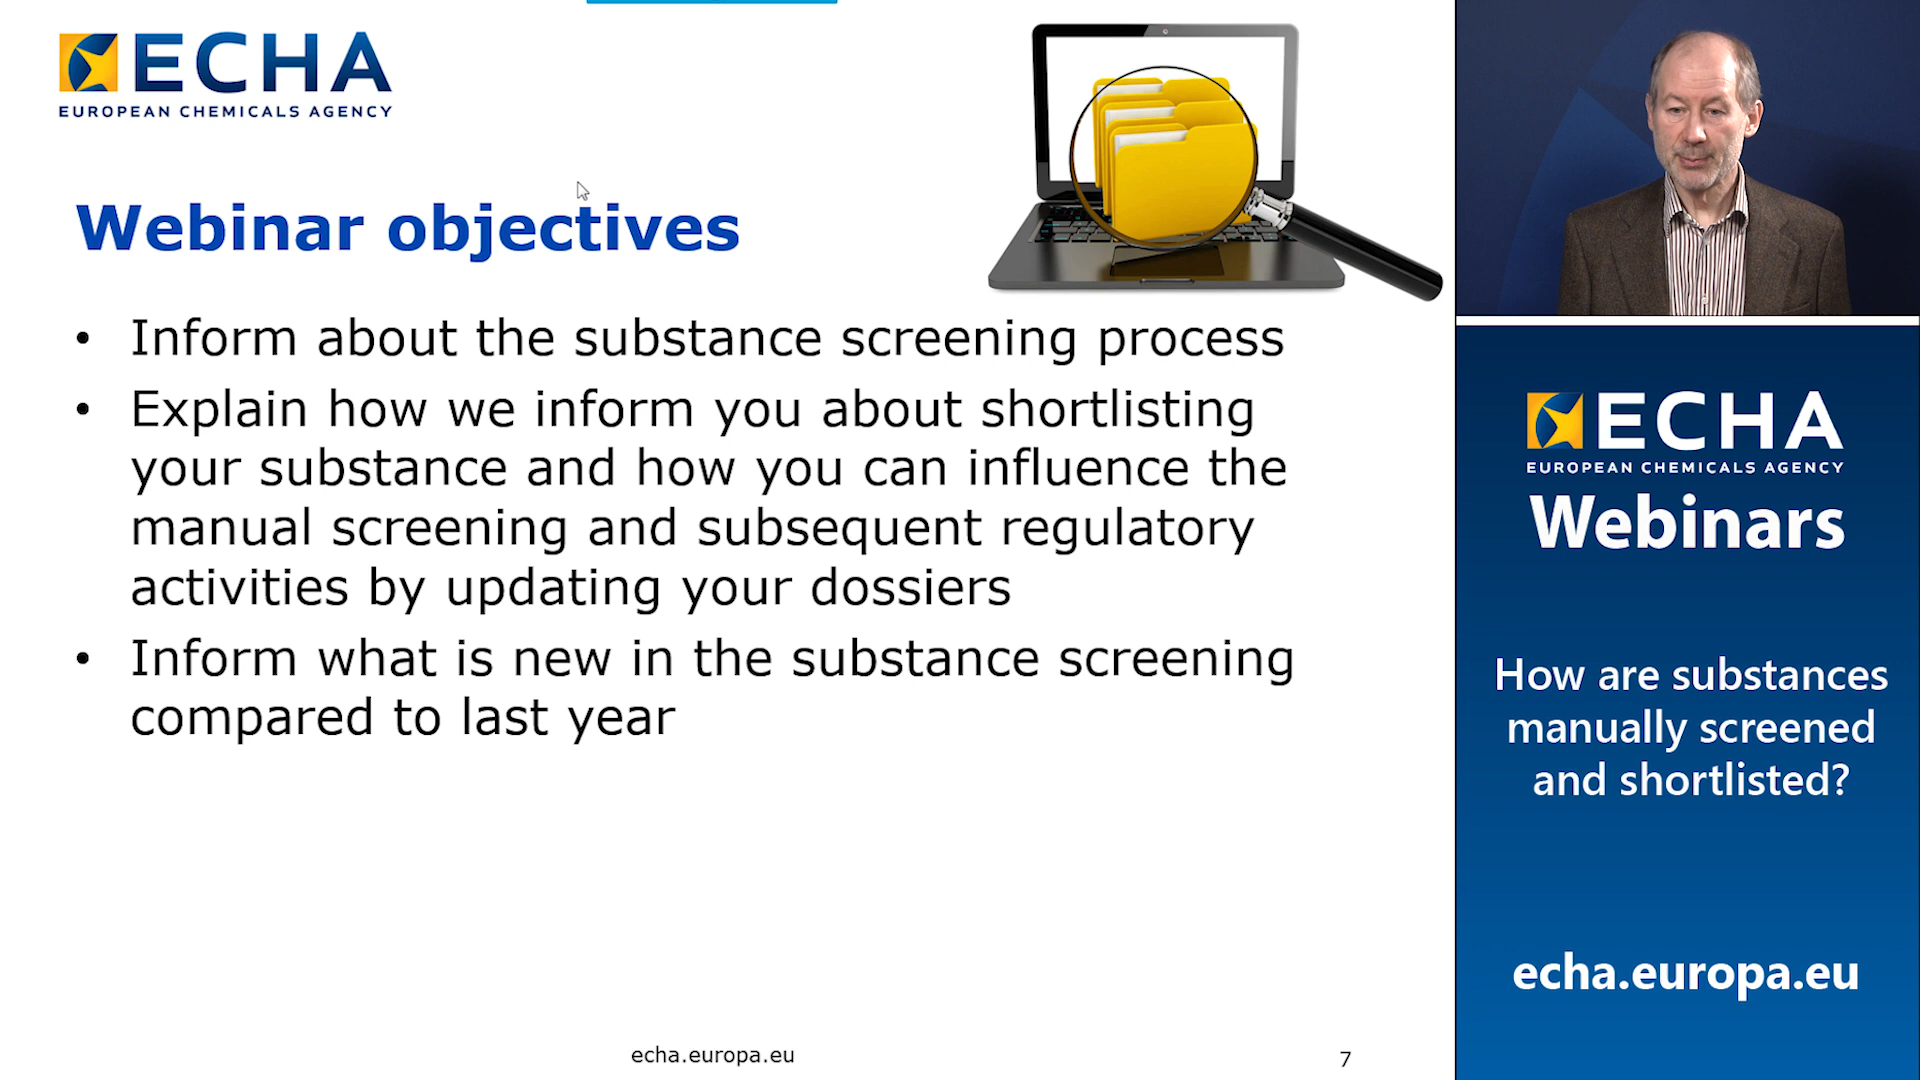 ECHA
EUROPEAN CHEMICALS AGENCY
Webinar objectives
• Inform about the substance screening process
• Explain how we inform you about shortlisting
your substance and how you can influence the
manual screening and subsequent regulatory
activities by updating your dossiers
• Inform what is new in the substance screening
compared to last year
echa.europa.eu
7
ECHA
EUROPEAN CHEMICALS AGENCY
Webinars
How are substances
manually screened
and shortlisted?
echa.europa.eu